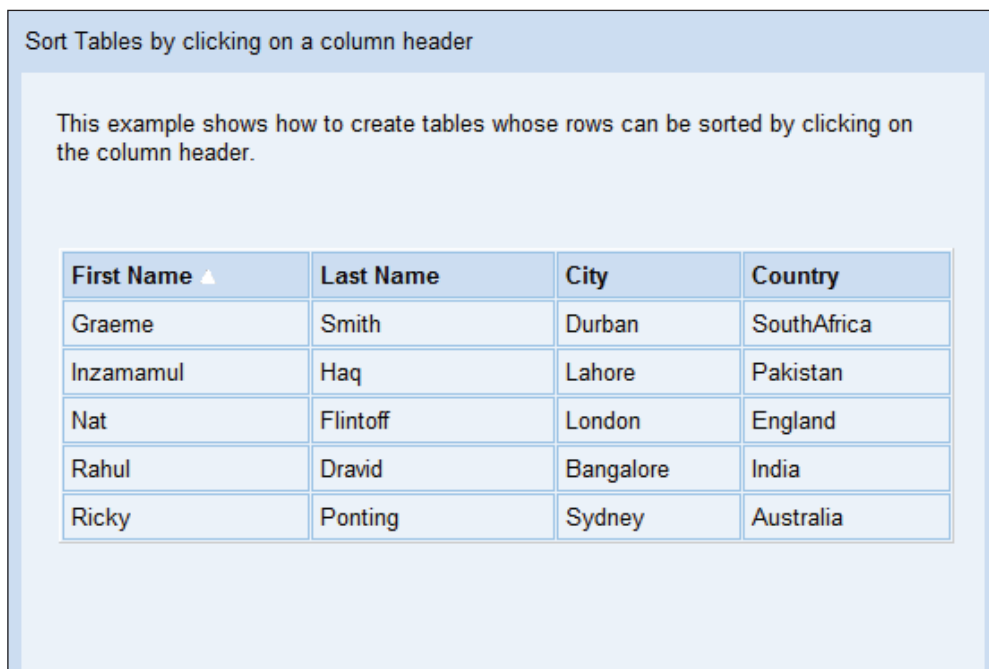 Sort Tables by clicking on a column header
This example shows how to create tables whose rows can be sorted by clicking on
the column header.
First Name Last Name City Country
Graeme Smith Durban SouthAfrica
Inzamamul Haq Lahore Pakistan
Nat Flintoff London England
Rahul Dravid Bangalore India
Ricky Ponting Sydney Australia